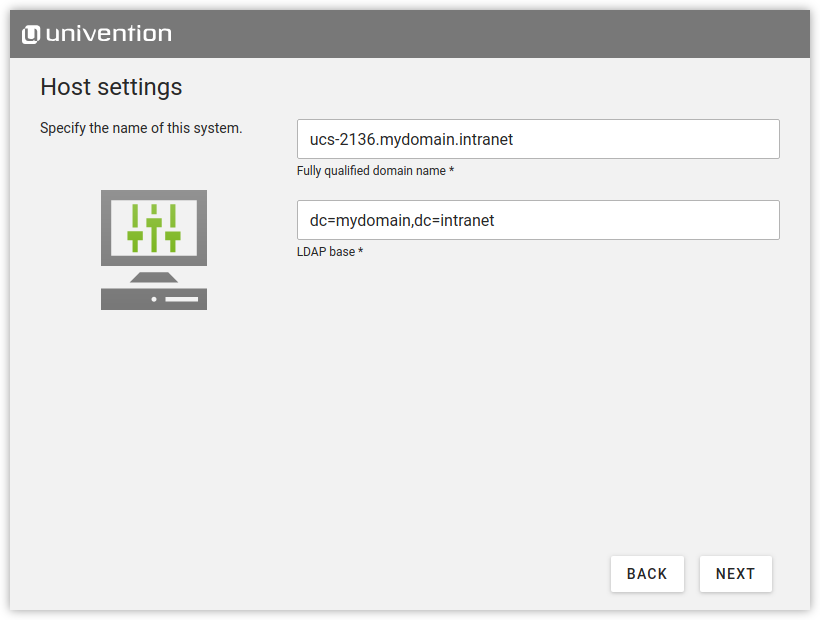 univention
Host settings
Specify the name of this system.
ucs-2136.mydomain.intranet
Fully qualified domain name *
dc=mydomain,dc=intranet
LDAP base *
BACK NEXT